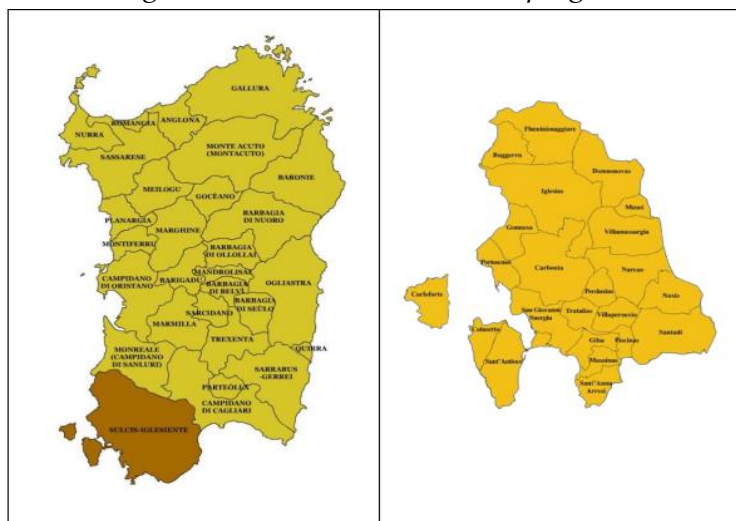 GALLURA
ROMANGIA
ANGLONA
NURRA
SASSARESE
MONTE ACUTO
(MONTACUTO)
BARONIE
MEILOGU
GOCÈANO
PLANARGIA
MARGHINE
BARBAGIA
DI NUORO
MONTIFERRU
BARBAGIA
DI OLLOLAI
MANDROLISAI
CAMPIDANO
DI ORISTANO
BARIGADU
BARBAGIA
DI BELVI
OGLIASTRA
BARBAGIA
DI SEULO
SARCIDANO
MARMILLA
TREXENTA
QUIRRA
MONREALE
(CAMPIDANO
DI SANLURI)
SARRABUS
-GERREI
PARTEOLLA
CAMPIDANO
DI CAGLIARI
SULCIS-IGLESIENTE
Fluminimaggiore
Buggerru
Domusnovas
Iglesias
Musei
Gonnesa
Villamassargia
Portoscuso
Carbonia
Narcao
Carloforte
Perdaxius
Nuxis
San Giovanni
Suergiu
Tratalias
Villaperuccio
Calasetta
Giba
Piscinas
Santadi
Sant'Antioco
Masainas
Sant'Anna
Arresi